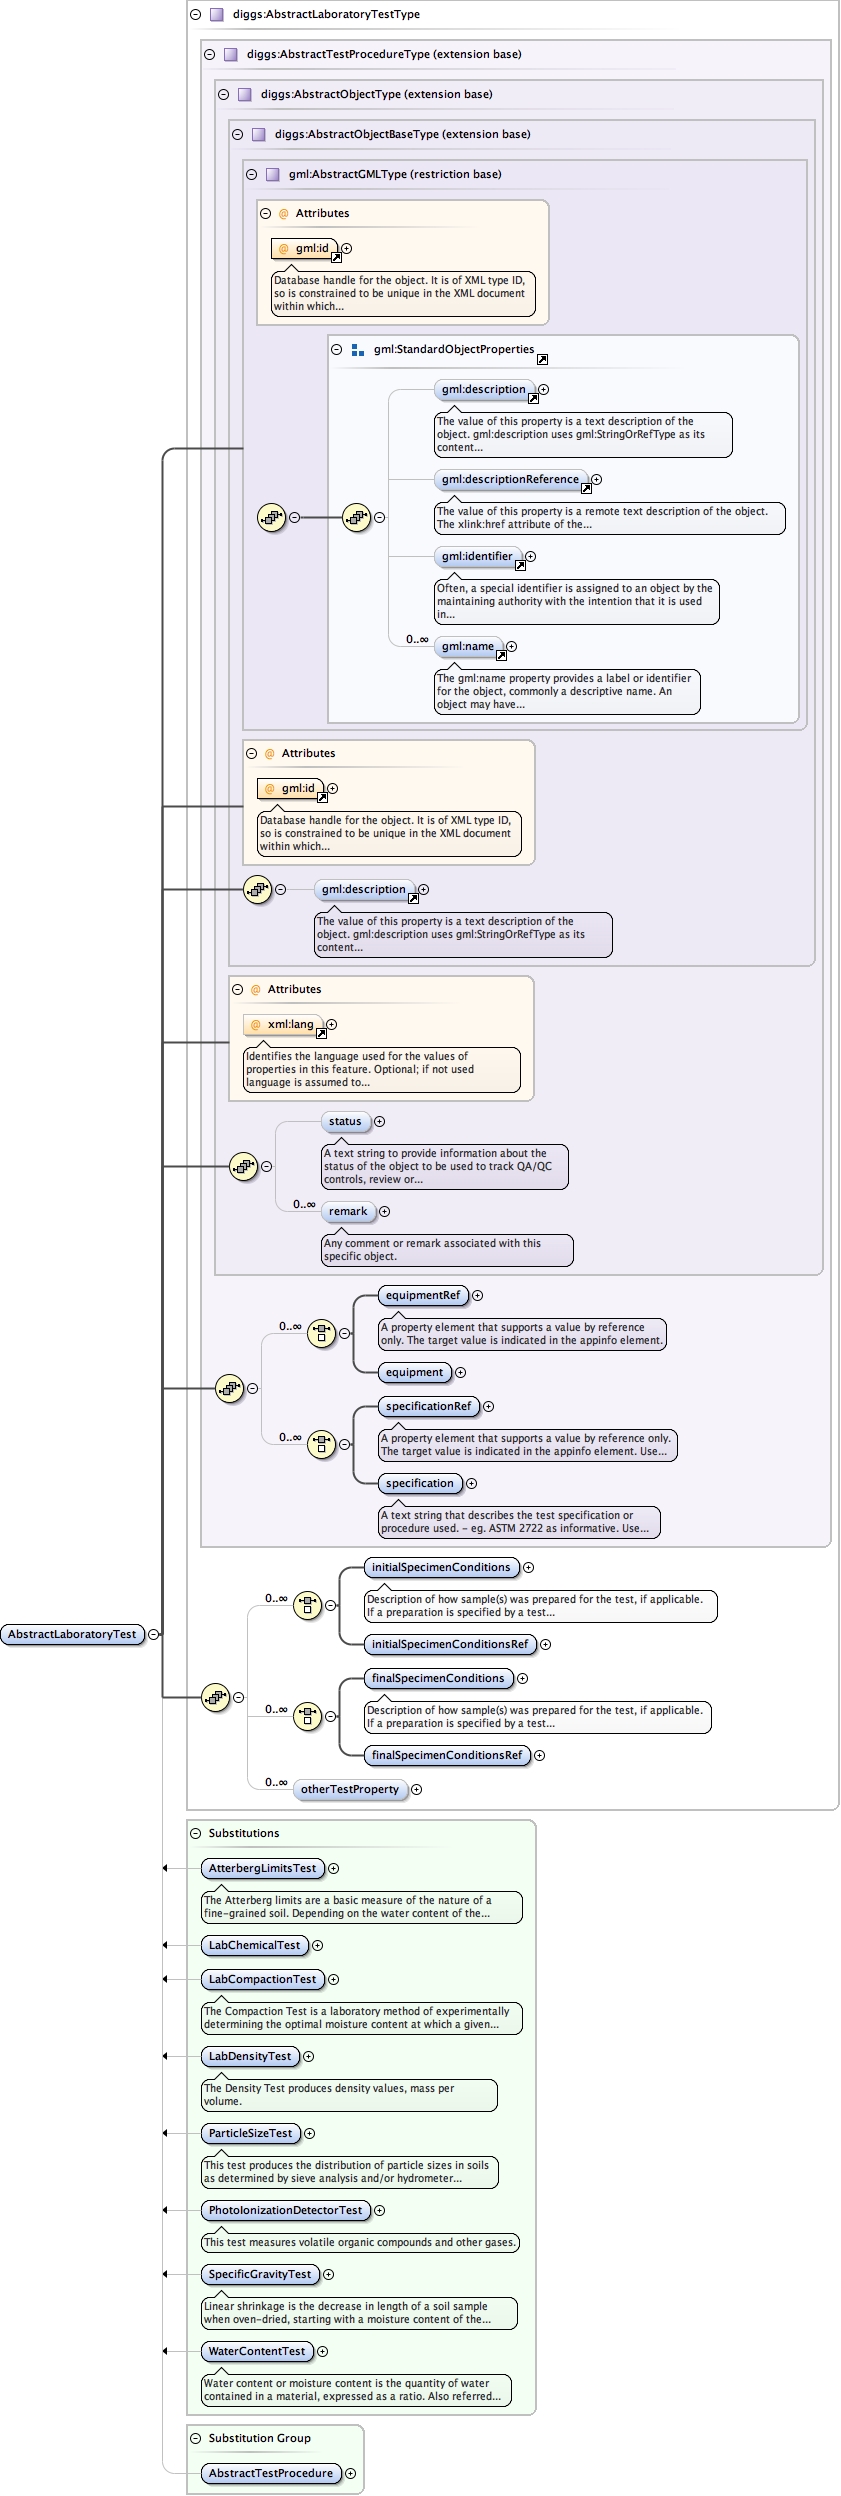 diggs:AbstractLaboratoryTestType
diggs:AbstractTestProcedureType (extension base)
diggs:AbstractObjectType (extension base)
diggs:AbstractObjectBaseType (extension base)
gml:AbstractGMLType (restriction base)
@ Attributes
@ gml:id
Database handle for the object. It is of XML type ID,
so is constrained to be unique in the XML document
within which...
gml:StandardObjectProperties
gml:description
The value of this property is a text description of the
object. gml:description uses gml:StringOrRefType as its
content...
gml:descriptionReference
The value of this property is a remote text description of the object.
The xlink:href attribute of the...
gml:identifier
Often, a special identifier is assigned to an object by the
maintaining authority with the intention that it is used
in...
0..∞
gml:name
The gml:name property provides a label or identifier
for the object, commonly a descriptive name. An
object may have...
@ Attributes
@ gml:id
Database handle for the object. It is of XML type ID,
so is constrained to be unique in the XML document
within which...
gml:description
The value of this property is a text description of the
object. gml:description uses gml:StringOrRefType as its
content...
@ Attributes
@ xml:lang
Identifies the language used for the values of
properties in this feature. Optional; if not used
language is assumed to...
status
A text string to provide information about the
status of the object to be used to track QA/QC
controls, review or...
0..∞
remark
Any comment or remark associated with this
specific object.
equipmentRef
0..∞
A property element that supports a value by reference
only. The target value is indicated in the appinfo element.
equipment
specificationRef
0..∞
A property element that supports a value by reference only.
The target value is indicated in the appinfo element. Use...
specification
A text string that describes the test specification or
procedure used. - eg. ASTM 2722 as informative. Use...
initialSpecimenConditions
0..∞
Description of how sample(s) was prepared for the test, if applicable.
If a preparation is specified by a test...
AbstractLaboratoryTest
initialSpecimenConditionsRef
finalSpecimenConditions
0..∞
Description of how sample(s) was prepared for the test, if applicable.
If a preparation is specified by a test...
finalSpecimenConditionsRef
0..∞
otherTestProperty
Substitutions
AtterbergLimitsTest
The Atterberg limits are a basic measure of the nature of a
fine-grained soil. Depending on the water content of the...
LabChemicalTest
LabCompactionTest
The Compaction Test is a laboratory method of experimentally
determining the optimal moisture content at which a given...
LabDensityTest
The Density Test produces density values, mass per
volume.
ParticleSizeTest
This test produces the distribution of particle sizes in soils
as determined by sieve analysis and/or hydrometer...
PhotoIonizationDetectorTest
This test measures volatile organic compounds and other gases.
SpecificGravityTest
Linear shrinkage is the decrease in length of a soil sample
when oven-dried, starting with a moisture content of the...
WaterContentTest
Water content or moisture content is the quantity of water
contained in a material, expressed as a ratio. Also referred...
Substitution Group
AbstractTestProcedure